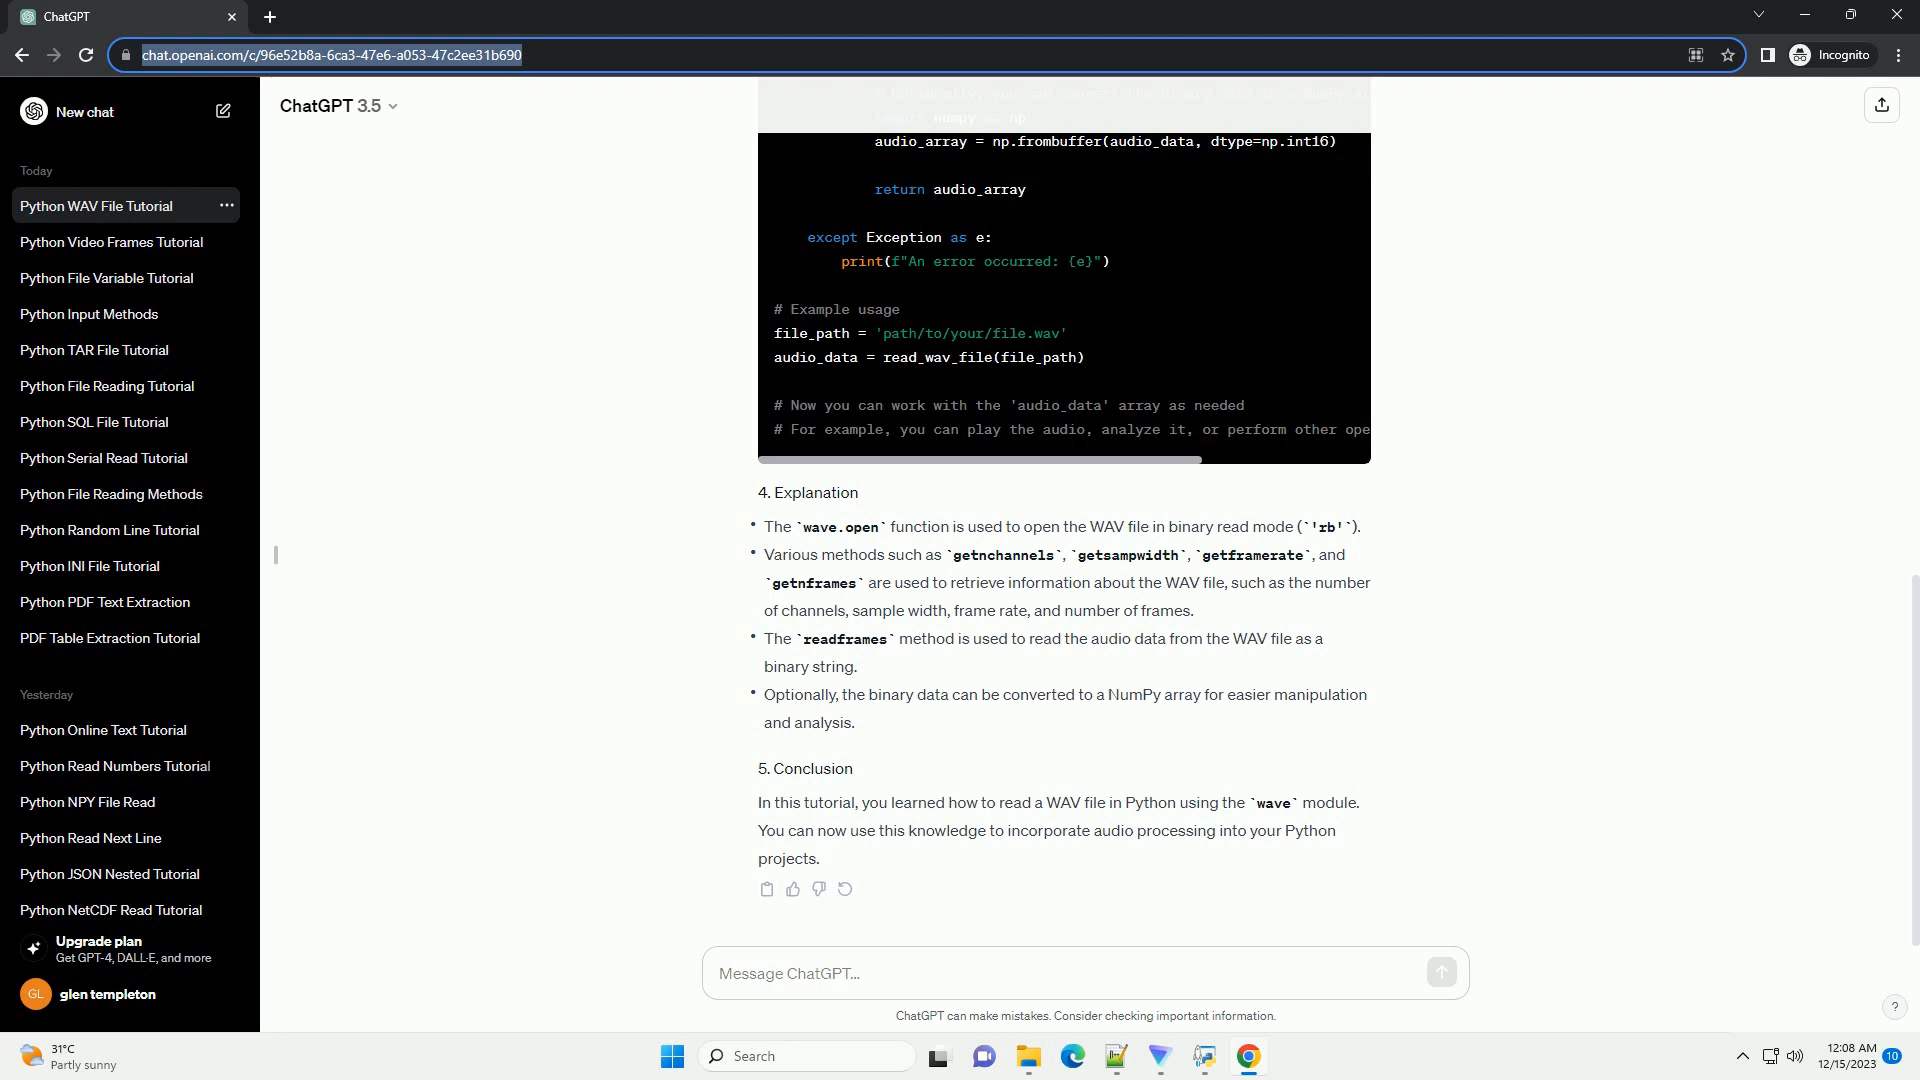 ChatGPT
chat.openai.com/c/96e52b8a-6ca3-47e6-a053-47c2ee31b690
Incognito
New chat
Today
Python WAV File Tutorial
Python Video Frames Tutorial
Python File Variable Tutorial
Python Input Methods
Python TAR File Tutorial
Python File Reading Tutorial
Python SQL File Tutorial
Python Serial Read Tutorial
Python File Reading Methods
Python Random Line Tutorial
Python INI File Tutorial
Python PDF Text Extraction
PDF Table Extraction Tutorial
Yesterday
Python Online Text Tutorial
Python Read Numbers Tutorial
Python NPY File Read
Python Read Next Line
Python JSON Nested Tutorial
Python NetCDF Read Tutorial
Upgrade plan
Get GPT-4, DALL·E, and more
GL
glen templeton
ChatGPT 3.5
import numpy as np
audio_array = np.frombuffer(audio_data, dtype=np.int16)
return audio_array
except Exception as e:
print(f"An error occurred: {e}")
# Example usage
file_path = 'path/to/your/file.wav'
audio_data = read_wav_file(file_path)
# Now you can work with the 'audio_data' array as needed
# For example, you can play the audio, analyze it, or perform other ope
4. Explanation
• The `wave.open` function is used to open the WAV file in binary read mode (`'rb'`).
• Various methods such as `getnchannels`, `getsampwidth`, `getframerate`, and
`getnframes` are used to retrieve information about the WAV file, such as the number
of channels, sample width, frame rate, and number of frames.
• The `readframes` method is used to read the audio data from the WAV file as a
binary string.
• Optionally, the binary data can be converted to a NumPy array for easier manipulation
and analysis.
5. Conclusion
In this tutorial, you learned how to read a WAV file in Python using the `wave` module.
You can now use this knowledge to incorporate audio processing into your Python
projects.
Message ChatGPT...
ChatGPT can make mistakes. Consider checking important information.
?
31°C
Partly sunny
Search
12:08 AM
12/15/2023
10